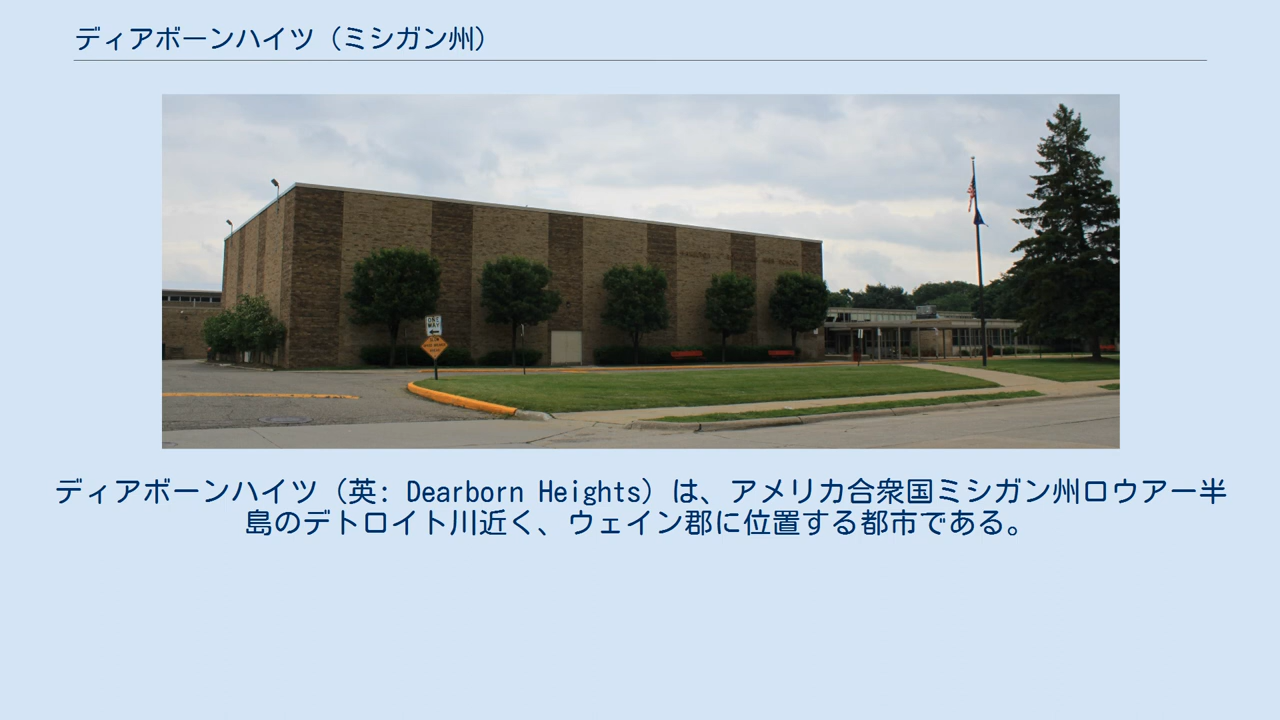 ディアボーンハイツ（ミシガン州）
WAY
ディアボーンハイツ（英: Dearborn Heights）は、アメリカ合衆国ミシガン州ロウアー半
島のデトロイト川近く、ウェイン郡に位置する都市である。